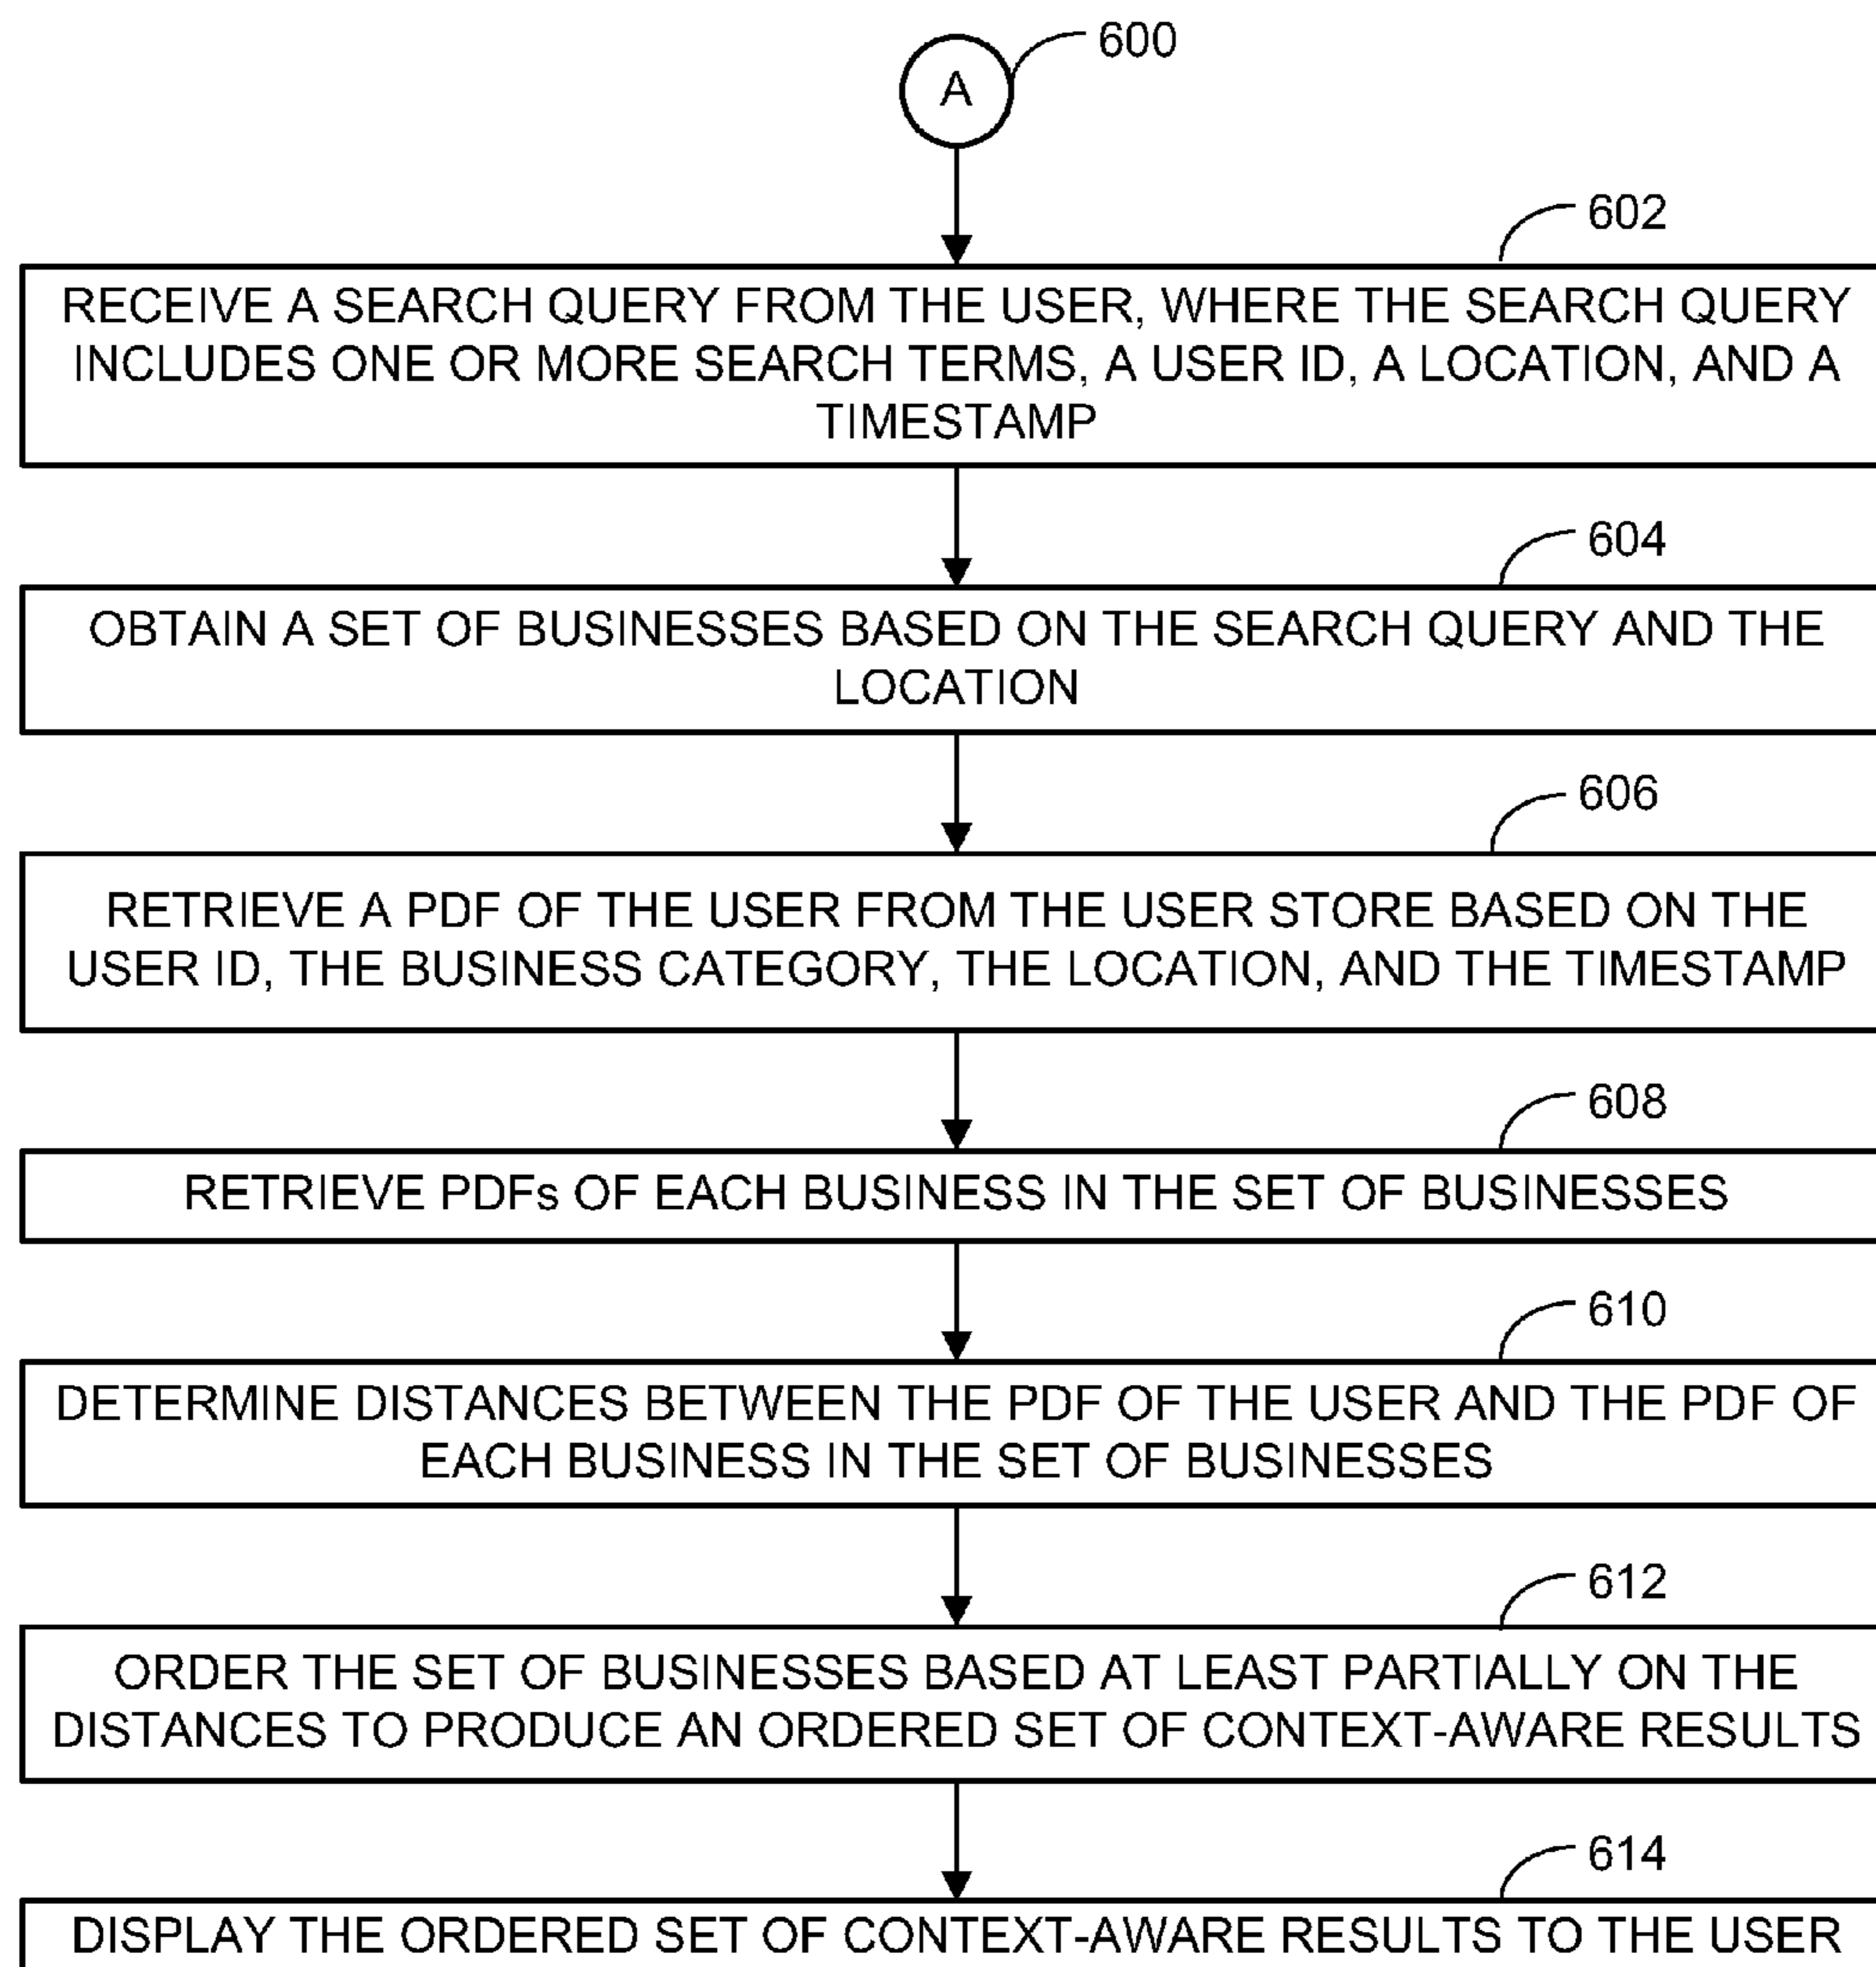 600
A
602
RECEIVE A SEARCH QUERY FROM THE USER, WHERE THE SEARCH QUERY
INCLUDES ONE OR MORE SEARCH TERMS, A USER ID, A LOCATION, AND A
TIMESTAMP
604
OBTAIN A SET OF BUSINESSES BASED ON THE SEARCH QUERY AND THE
LOCATION
606
RETRIEVE A PDF OF THE USER FROM THE USER STORE BASED ON THE
USER ID, THE BUSINESS CATEGORY, THE LOCATION, AND THE TIMESTAMP
608
RETRIEVE PDFs OF EACH BUSINESS IN THE SET OF BUSINESSES
610
DETERMINE DISTANCES BETWEEN THE PDF OF THE USER AND THE PDF OF
EACH BUSINESS IN THE SET OF BUSINESSES
612
ORDER THE SET OF BUSINESSES BASED AT LEAST PARTIALLY ON THE
DISTANCES TO PRODUCE AN ORDERED SET OF CONTEXT-AWARE RESULTS
614
DISPLAY THE ORDERED SET OF CONTEXT-AWARE RESULTS TO THE USER